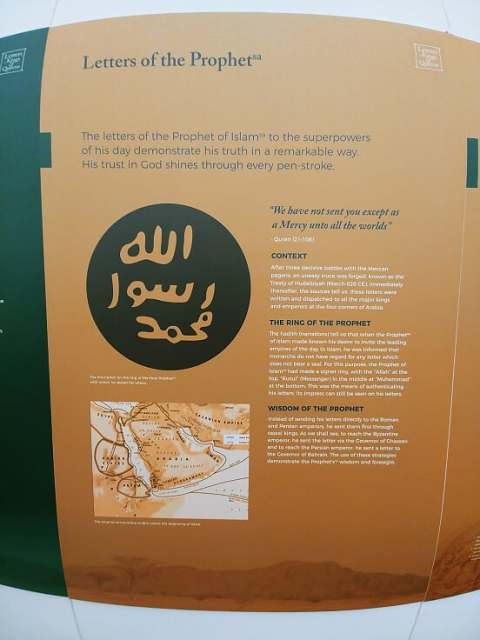 Letters of the Prophetsa
The letters of the Prophet of Islamsa to the superpowers
of his day demonstrate his truth in a remarkable way.
His trust in God shines through every pen-stroke.
الله
رسول
محمد
“We have not sent you except as
a Mercy unto all the worlds”
CONTEXT
After three decisive battles with the Meccan
pagans, an uneasy truce was forged, known as the
Treaty of Hudaibiyah (March 628 CE). Immediately
thereafter, the sources tell us, these letters were
written and dispatched to all the major kings
and emperors at the four corners of Arabia.
THE RING OF THE PROPHET
The hadith (narrations) tell us that when the Prophetsa
of Islam made known his desire to invite the leading
empires of the day to Islam, he was informed that
monarchs do not have regard for any letter which
does not bear a seal. For this purpose, the Prophet of
Islamsa had made a signet ring, with the “Allah” at the
top, “Rusul” (Messenger) in the middle at “Muhammad”
at the bottom. This was the means of authenticating
his letters; its impress can still be seen on his letters.
WISDOM OF THE PROPHET
Instead of sending his letters directly to the Roman
and Persian emperors, he sent them first through
vassal kings. As we shall see, to reach the Byzantine
emperor, he sent the letter via the Governor of Ghassan
and to reach the Persian emperor, he sent a letter to
the Governor of Bahrain. The use of these strategies
demonstrate the Prophet'ssa wisdom and foresight.